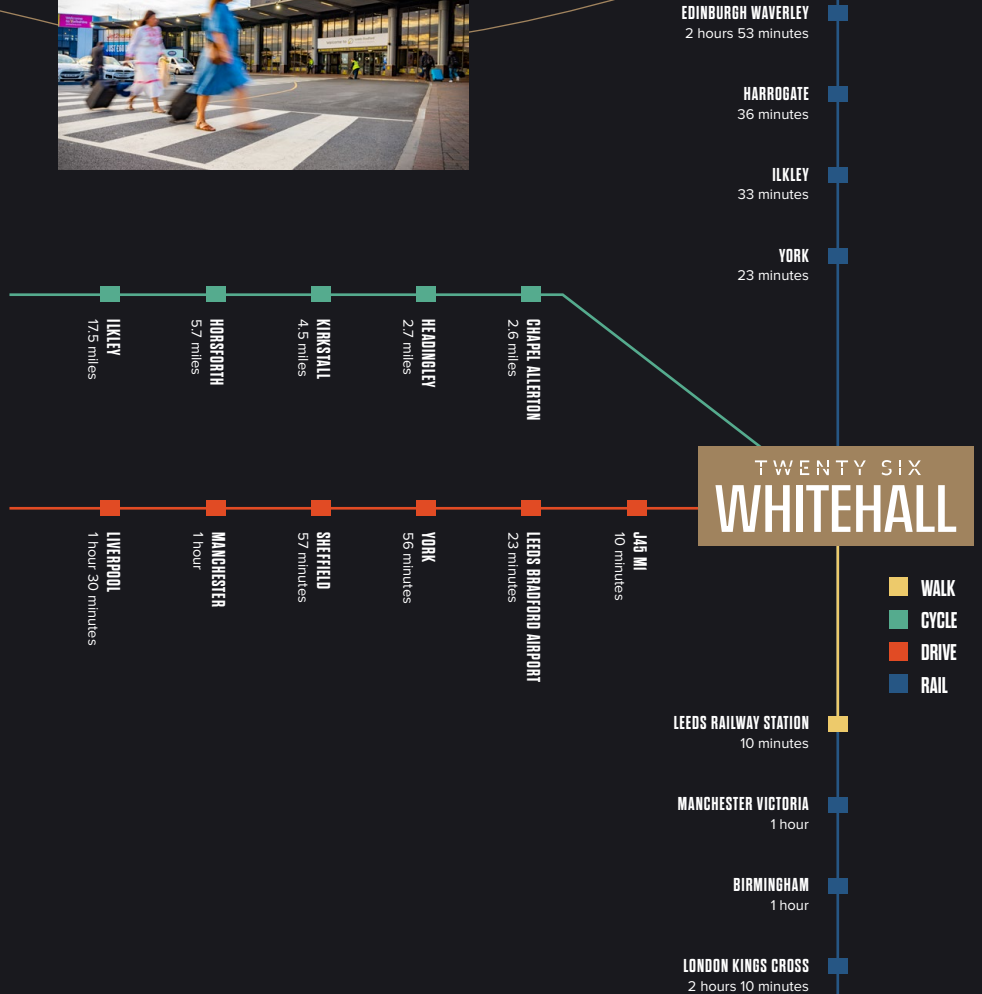 EDINBURGH WAVERLEY
2 hours 53 minutes
HARROGATE
36 minutes
ILKLEY
33 minutes
YORK
23 minutes
ILKLEY
17.5 miles
HORSFORTH
5.7 miles
KIRKSTALL
4.5 miles
HEADINGLEY
2.7 miles
CHAPEL ALLERTON
2.6 miles
TWENTY SIX
WHITEHALL
LIVERPOOL
1 hour 30 minutes
MANCHESTER
1 hour
SHEFFIELD
57 minutes
YORK
56 minutes
LEEDS BRADFORD AIRPORT
23 minutes
J45 M1
10 minutes
WALK
CYCLE
DRIVE
RAIL
LEEDS RAILWAY STATION
10 minutes
MANCHESTER VICTORIA
1 hour
BIRMINGHAM
1 hour
LONDON KINGS CROSS
2 hours 10 minutes